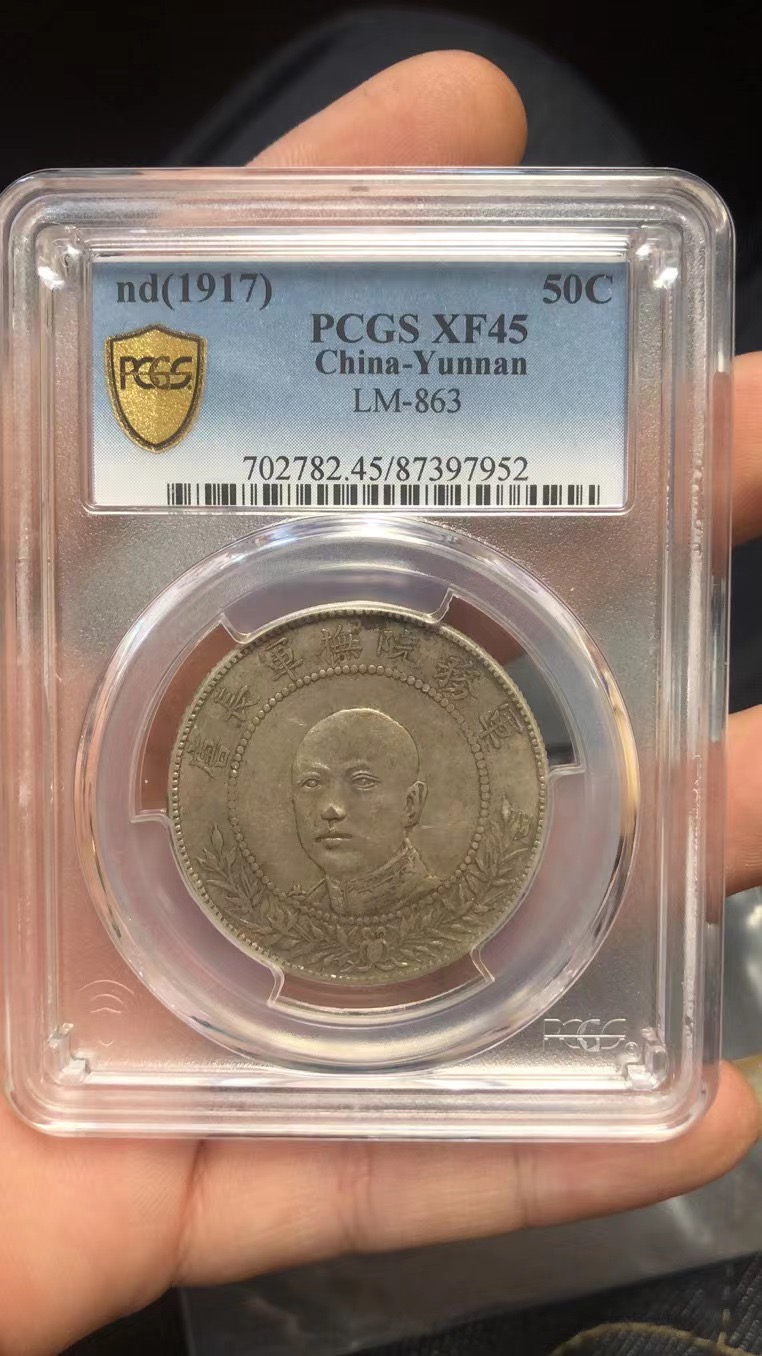 nd(1917) 50C
PCGS XF45
China-Yunnan
LM-863
PCGS
702782.45/87397952
唐長軍撫院務軍
PCGS